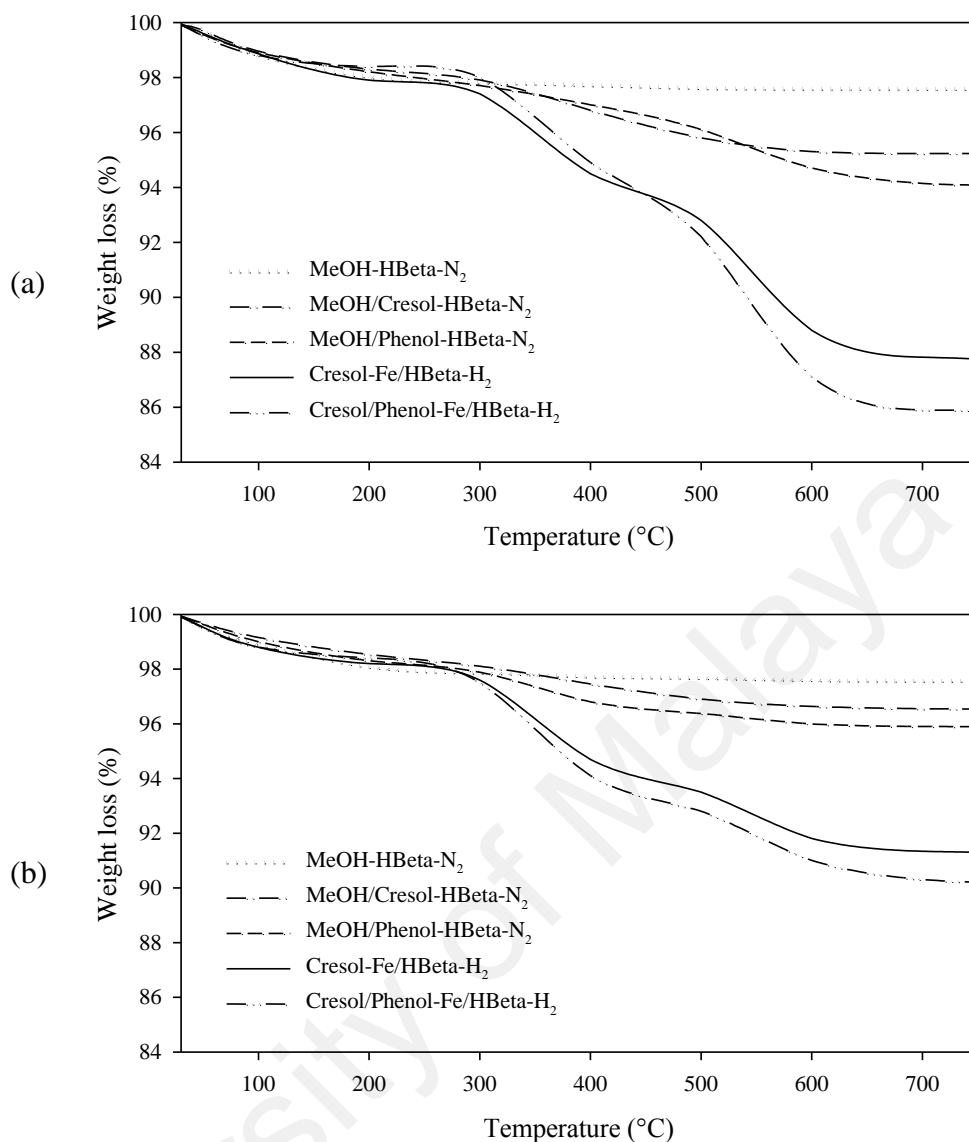 (a)
Weight loss (%)
100
98
96
94
92
90
88
86
84
MeOH-HBeta-N₂
MeOH/Cresol-HBeta-N₂
MeOH/Phenol-HBeta-N₂
Cresol-Fe/HBeta-H₂
Cresol/Phenol-Fe/HBeta-H₂
100 200 300 400 500 600 700
Temperature (°C)
(b)
Weight loss (%)
100
98
96
94
92
90
88
86
84
MeOH-HBeta-N₂
MeOH/Cresol-HBeta-N₂
MeOH/Phenol-HBeta-N₂
Cresol-Fe/HBeta-H₂
Cresol/Phenol-Fe/HBeta-H₂
100 200 300 400 500 600 700
Temperature (°C)
sity of Malaya